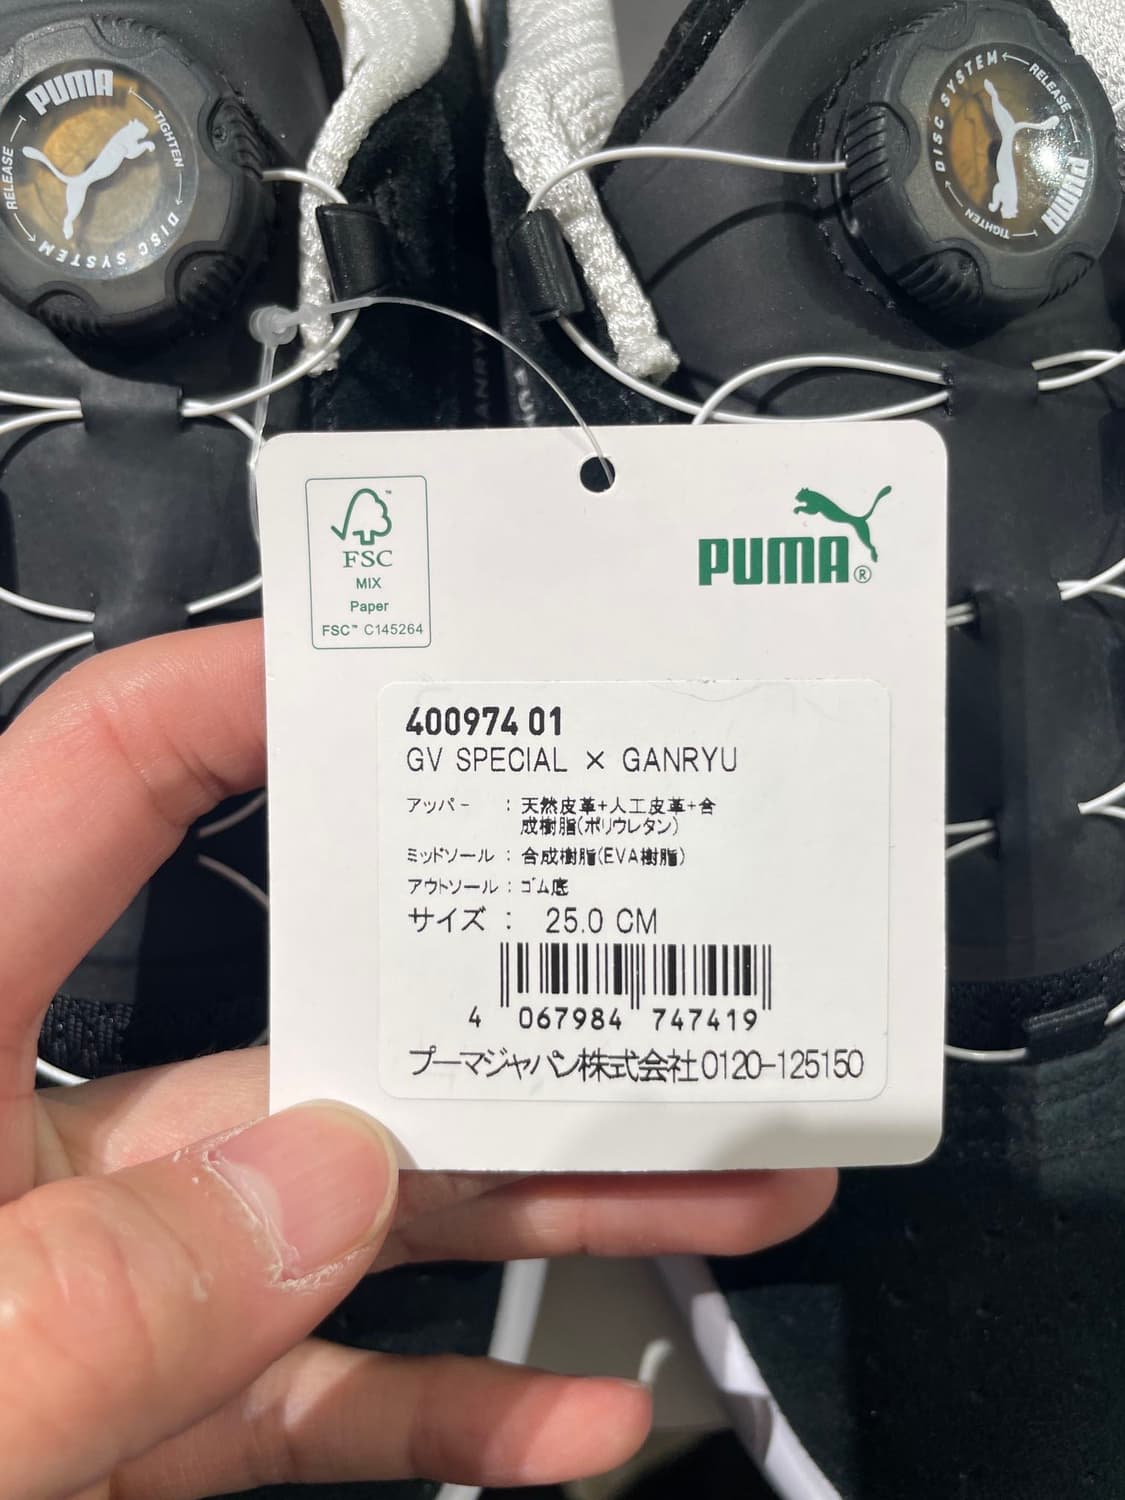 PUMA
TIGHTEN
DISC SYSTEM
RELEASE
DISC SYSTEM
RELEASE
PUMA
TIGHTEN
FSC
MIX
Paper
FSC™ C145264
PUMA®
400974 01
GV SPECIAL × GANRYU
アッパー : 天然皮革+人工皮革+合
成樹脂(ポリウレタン)
ミッドソール : 合成樹脂(EVA樹脂)
アウトソール : ゴム底
サイズ : 25.0 CM
4 067984 747419
プーマジャパン株式会社0120-125150